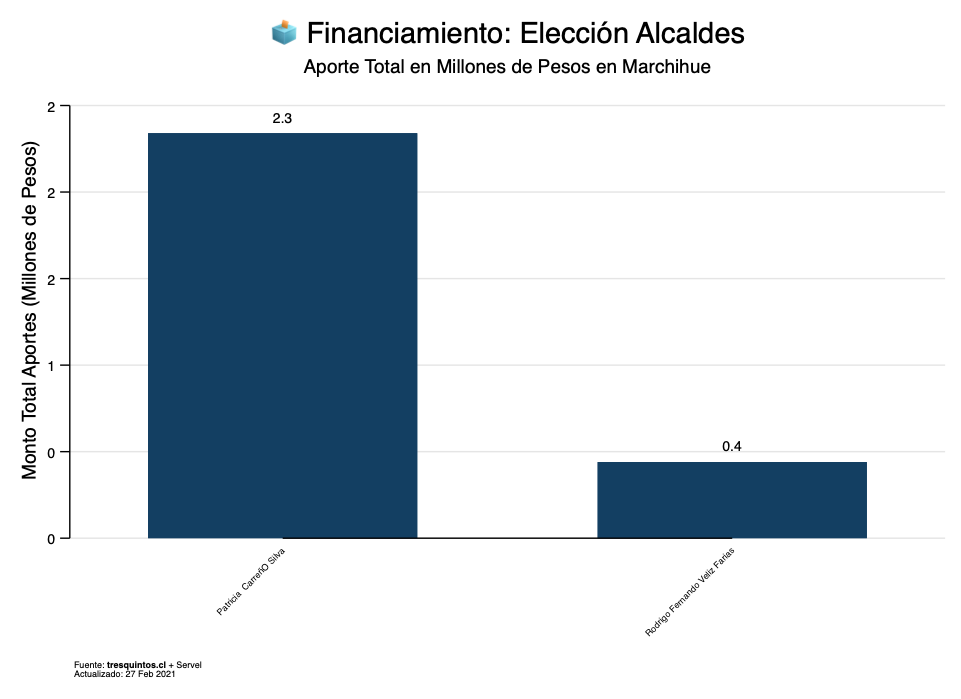 🗳️ Financiamiento: Elección Alcaldes
Aporte Total en Millones de Pesos en Marchihue
Monto Total Aportes (Millones de Pesos)
2
2
2
1
0
0
2.3
0.4
Patricia CarreñO Silva
Rodrigo Fernando Veliz Farias
Fuente: tresquintos.cl + Servel
Actualizado: 27 Feb 2021